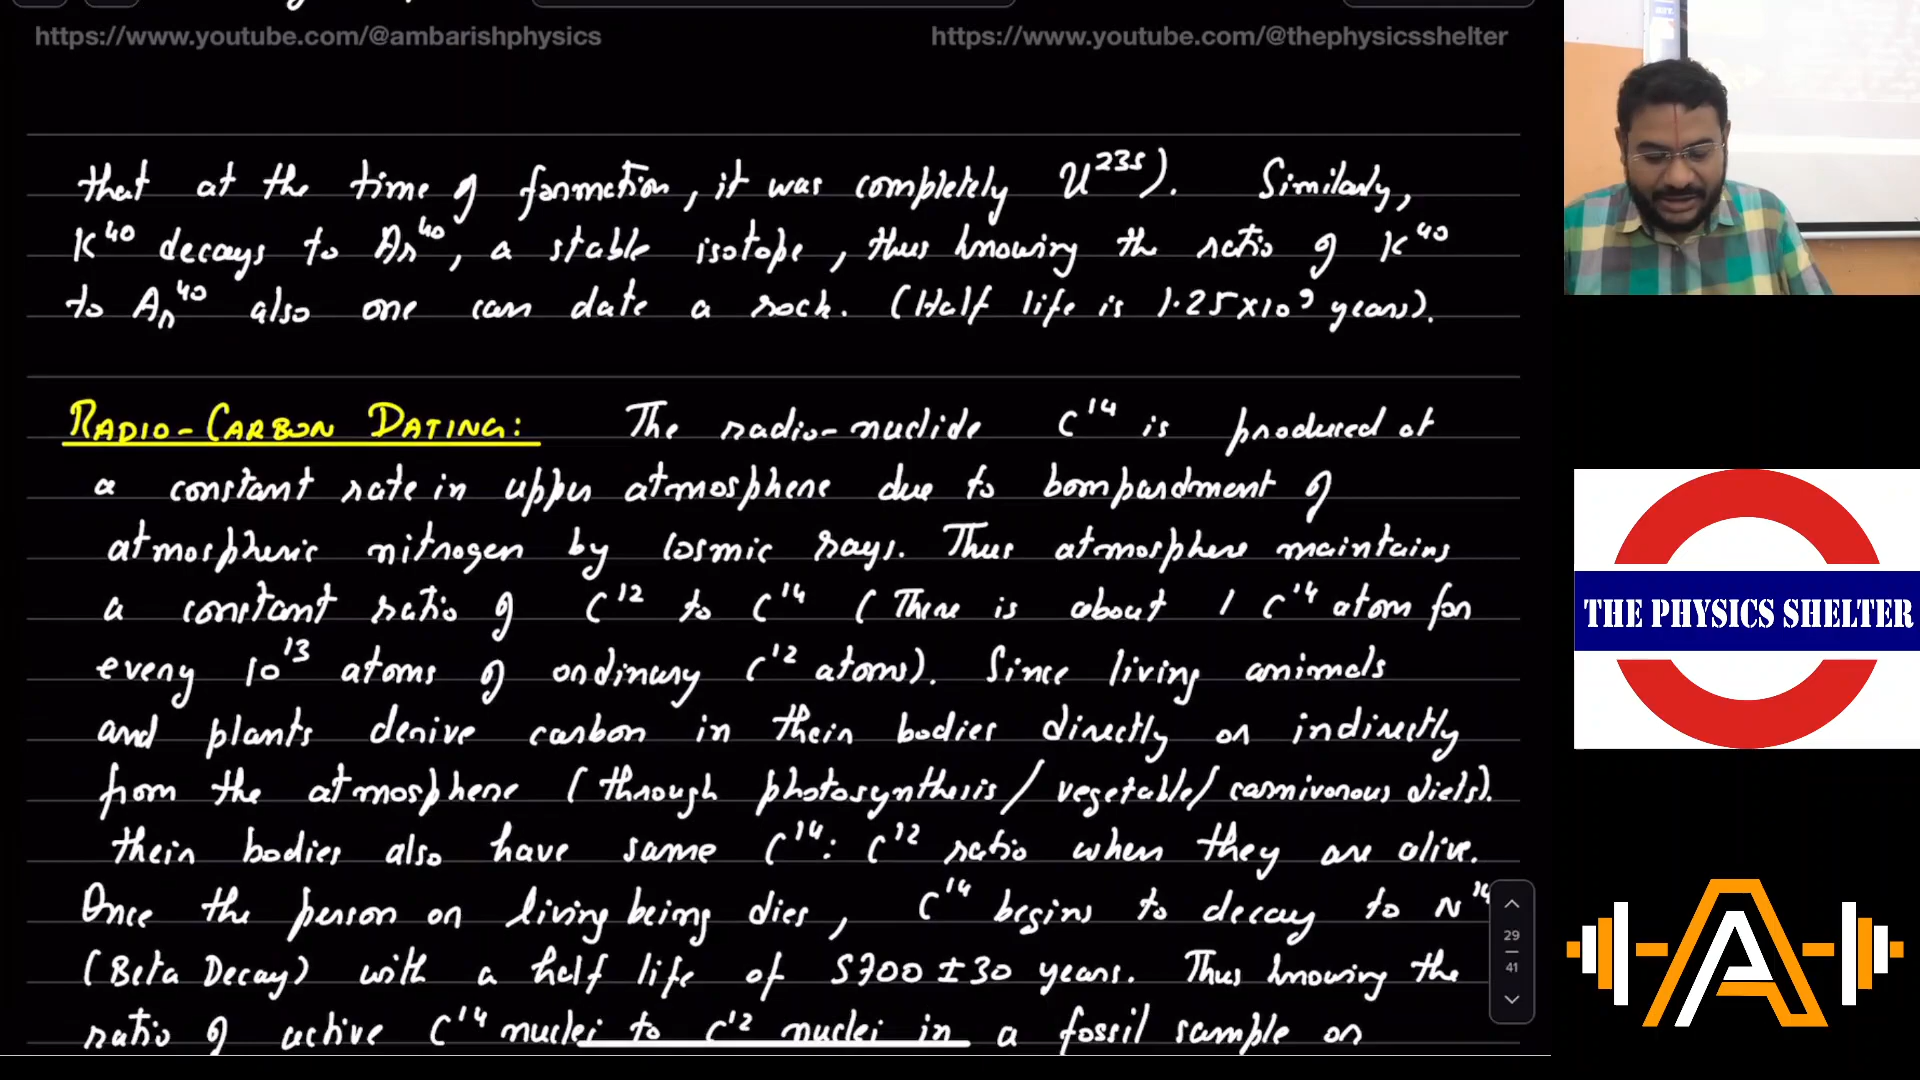 https://www.youtube.com/@ambarishphysics https://www.youtube.com/@thephysicsshelter
that at the time of formation, it was completely U²³⁵). Similarly,
K⁴⁰ decays to Ar⁴⁰, a stable isotope, thus knowing the ratio of K⁴⁰
to Ar⁴⁰ also one can date a rock. (Half life is 1.25×10⁹ years).
RADIO-CARBON DATING: The radio-nuclide C¹⁴ is produced at
a constant rate in upper atmosphere due to bompardment of
atmospheric nitrogen by cosmic rays. Thus atmosphere maintains
a constant ratio of C¹² to C¹⁴ (There is about 1 C¹⁴ atom for
every 10¹³ atoms of ordinary C¹² atoms). Since living animals
and plants derive carbon in their bodies directly or indirectly
from the atmosphere (through photosynthesis/vegetable/carnivorous diets).
their bodies also have same C¹⁴: C¹² ratio when they are alive.
Once the person or living being dies, C¹⁴ begins to decay to N¹⁴
(Beta Decay) with a half life of 5700 ± 30 years. Thus knowing the
ratio of active C¹⁴ nuclei to C¹² nuclei in a fossil sample or
29
41
THE PHYSICS SHELTER